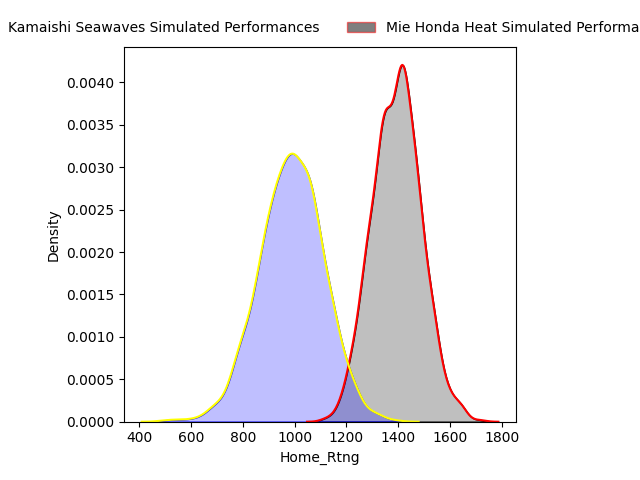 Kamaishi Seawaves Simulated Performances
Mie Honda Heat Simulated Performa
0.0040
0.0035
0.0030
0.0025
0.0020
0.0015
0.0010
0.0005
0.0000
Density
400 600 800 1000 1200 1400 1600 1800
Home_Rtng